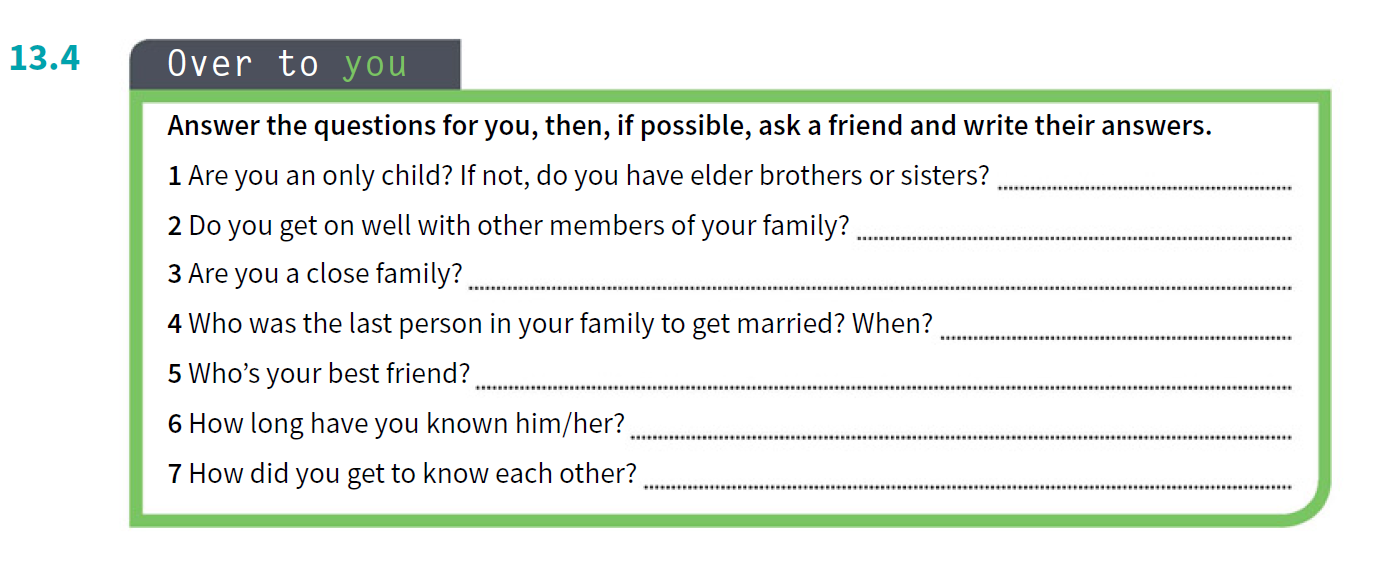 13.4
Over to you
Answer the questions for you, then, if possible, ask a friend and write their answers.
1 Are you an only child? If not, do you have elder brothers or sisters?
2 Do you get on well with other members of your family?
3 Are you a close family?
4 Who was the last person in your family to get married? When?
5 Who’s your best friend?
6 How long have you known him/her?
7 How did you get to know each other?